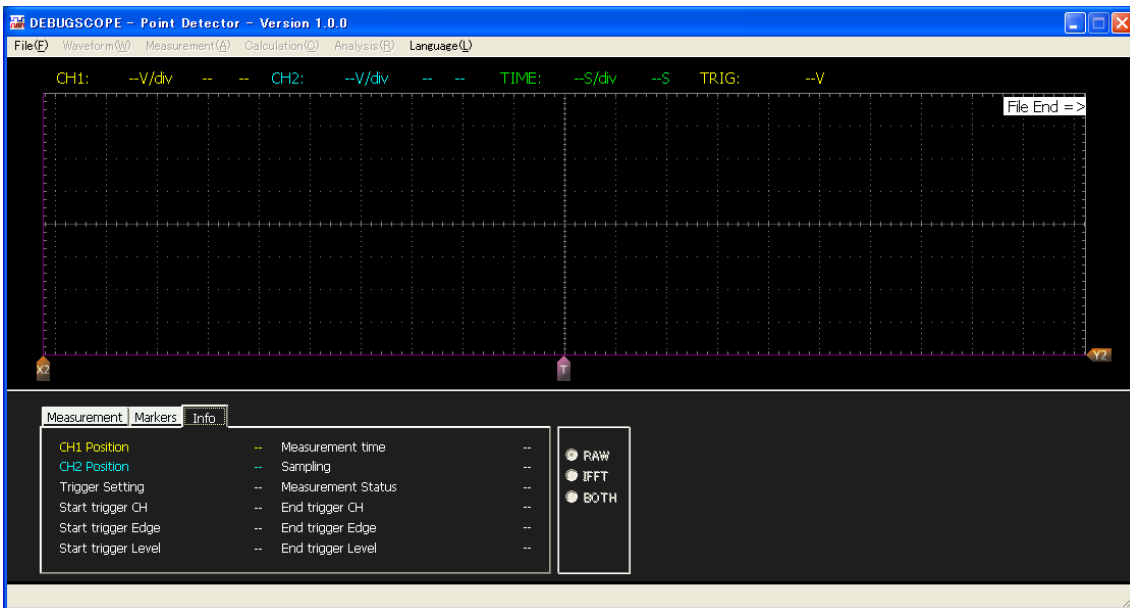 DEBUGSCOPE - Point Detector - Version 1.0.0
File(F) Waveform(W) Measurement(A) Calculation(C) Analysis(R) Language(L)
CH1: --V/div -- -- CH2: --V/div -- -- TIME: --S/div --S TRIG: --V
File End =>
Y2
X2 T
Measurement Markers Info
CH1 Position -- Measurement time --
CH2 Position -- Sampling --
Trigger Setting -- Measurement Status --
Start trigger CH -- End trigger CH --
Start trigger Edge -- End trigger Edge --
Start trigger Level -- End trigger Level --
RAW
IFFT
BOTH